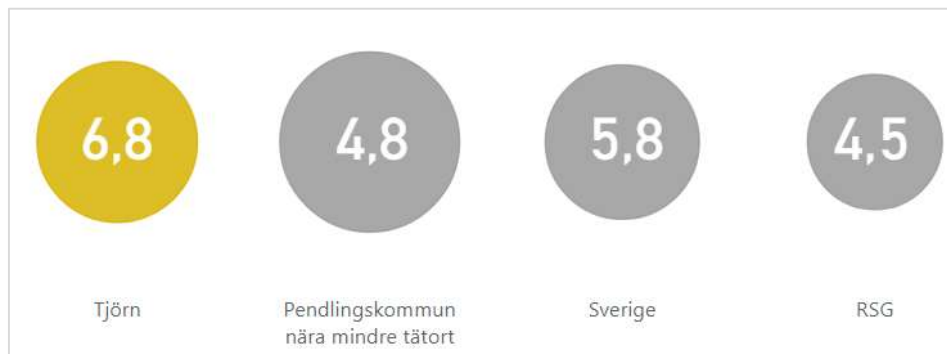 6,8
4,8
5,8
4,5
Tjörn
Pendlingskommun
nära mindre tätort
Sverige
RSG